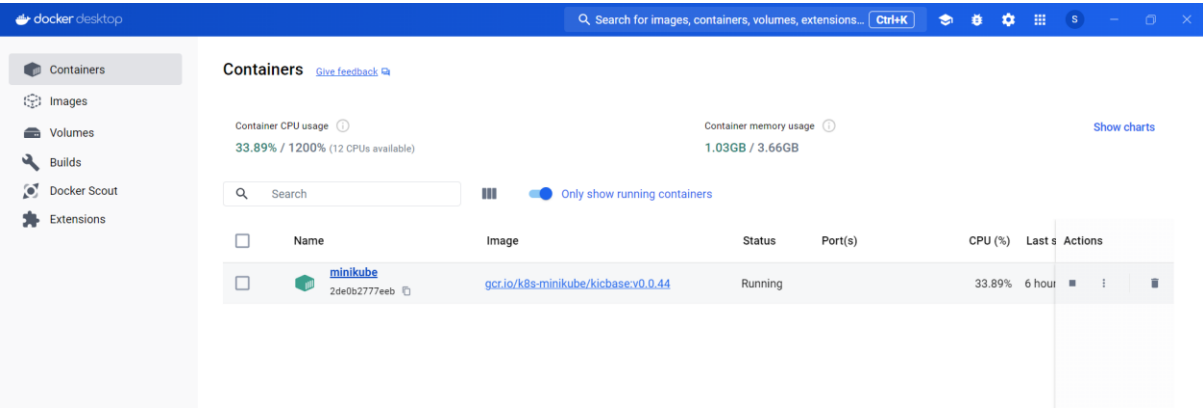 docker desktop
Search for images, containers, volumes, extensions... Ctrl+K
S
Containers
Images
Volumes
Builds
Docker Scout
Extensions
Containers Give feedback
Container CPU usage
33.89% / 1200% (12 CPUs available)
Container memory usage
1.03GB / 3.66GB
Show charts
Search
Only show running containers
Name Image Status Port(s) CPU (%) Last s Actions
minikube
2de0b2777eeb
gcr.io/k8s-minikube/kicbase:v0.0.44 Running 33.89% 6 hour